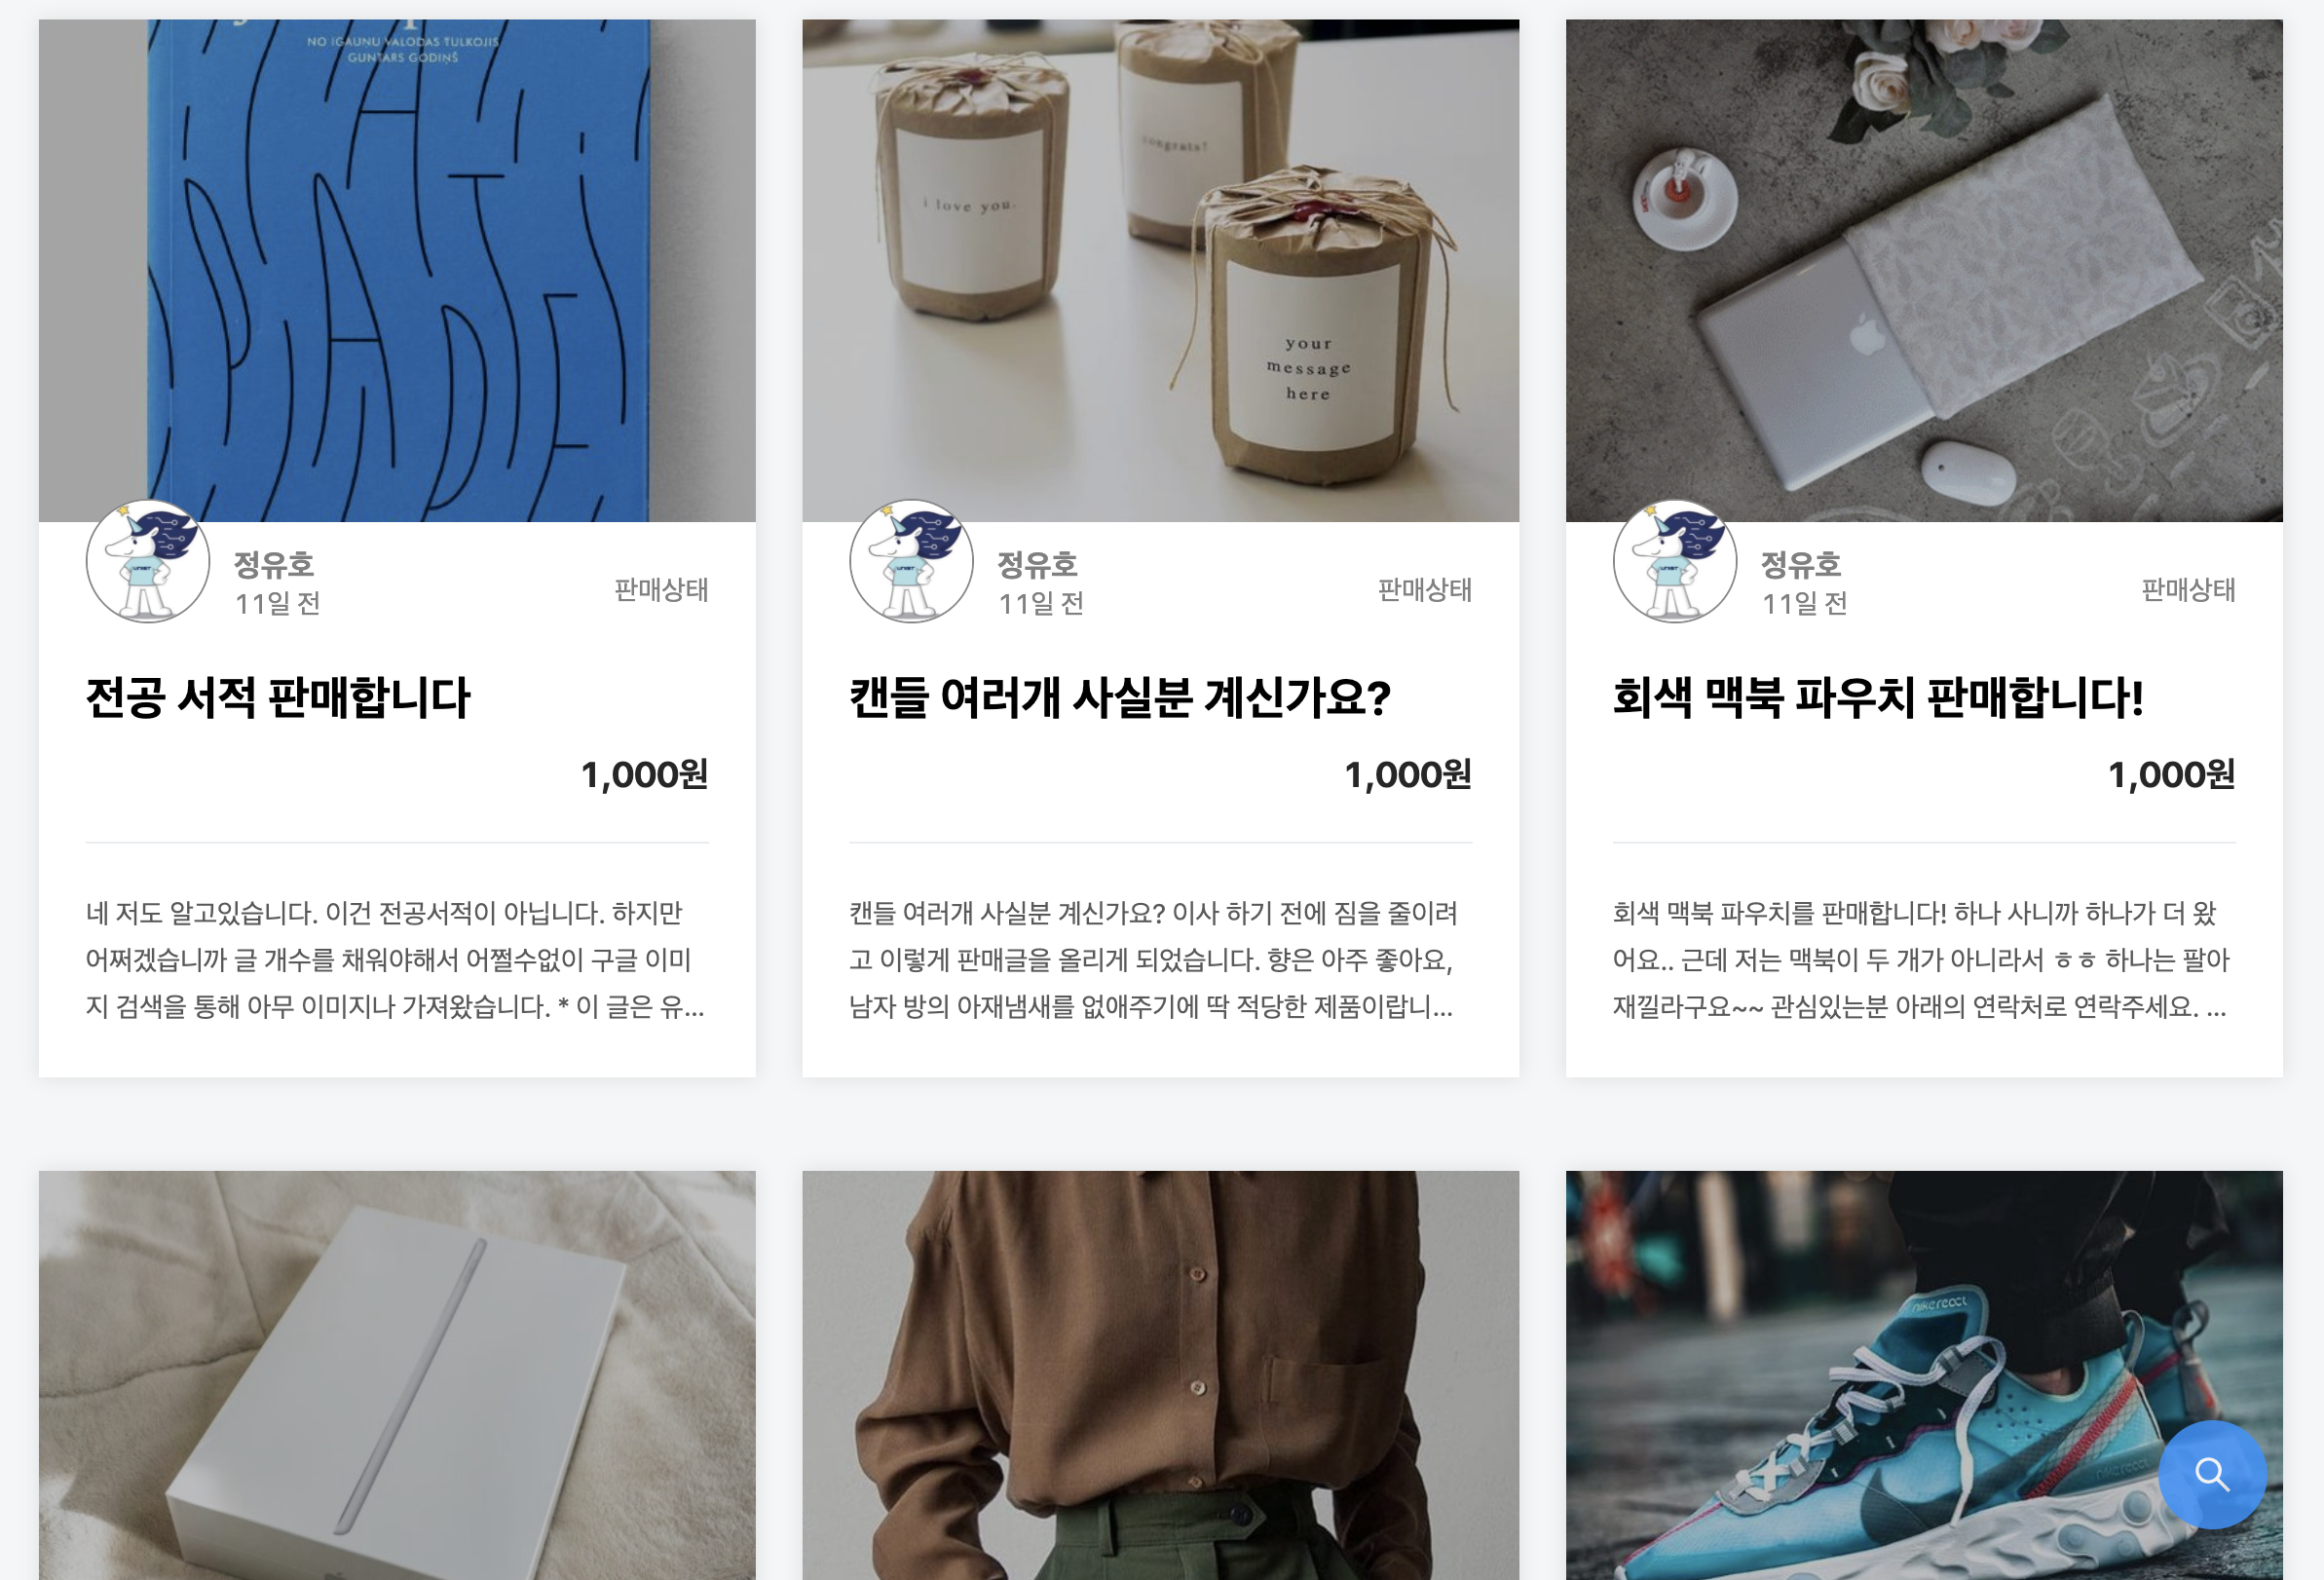 NO IGAUŅU VALODAS TULKOJIS
GUNTARS GODIŅŠ
i love you.
congrats!
your
message
here
정유호
11일 전
판매상태
전공 서적 판매합니다
1,000원
네 저도 알고있습니다. 이건 전공서적이 아닙니다. 하지만
어쩌겠습니까 글 개수를 채워야해서 어쩔수없이 구글 이미
지 검색을 통해 아무 이미지나 가져왔습니다. * 이 글은 유...
정유호
11일 전
판매상태
캔들 여러개 사실분 계신가요?
1,000원
캔들 여러개 사실분 계신가요? 이사 하기 전에 짐을 줄이려
고 이렇게 판매글을 올리게 되었습니다. 향은 아주 좋아요,
남자 방의 아재냄새를 없애주기에 딱 적당한 제품이랍니...
정유호
11일 전
판매상태
회색 맥북 파우치 판매합니다!
1,000원
회색 맥북 파우치를 판매합니다! 하나 사니까 하나가 더 왔
어요.. 근데 저는 맥북이 두 개가 아니라서 ㅎㅎ 하나는 팔아
재낄라구요~~ 관심있는분 아래의 연락처로 연락주세요. ...
nike react
nike react